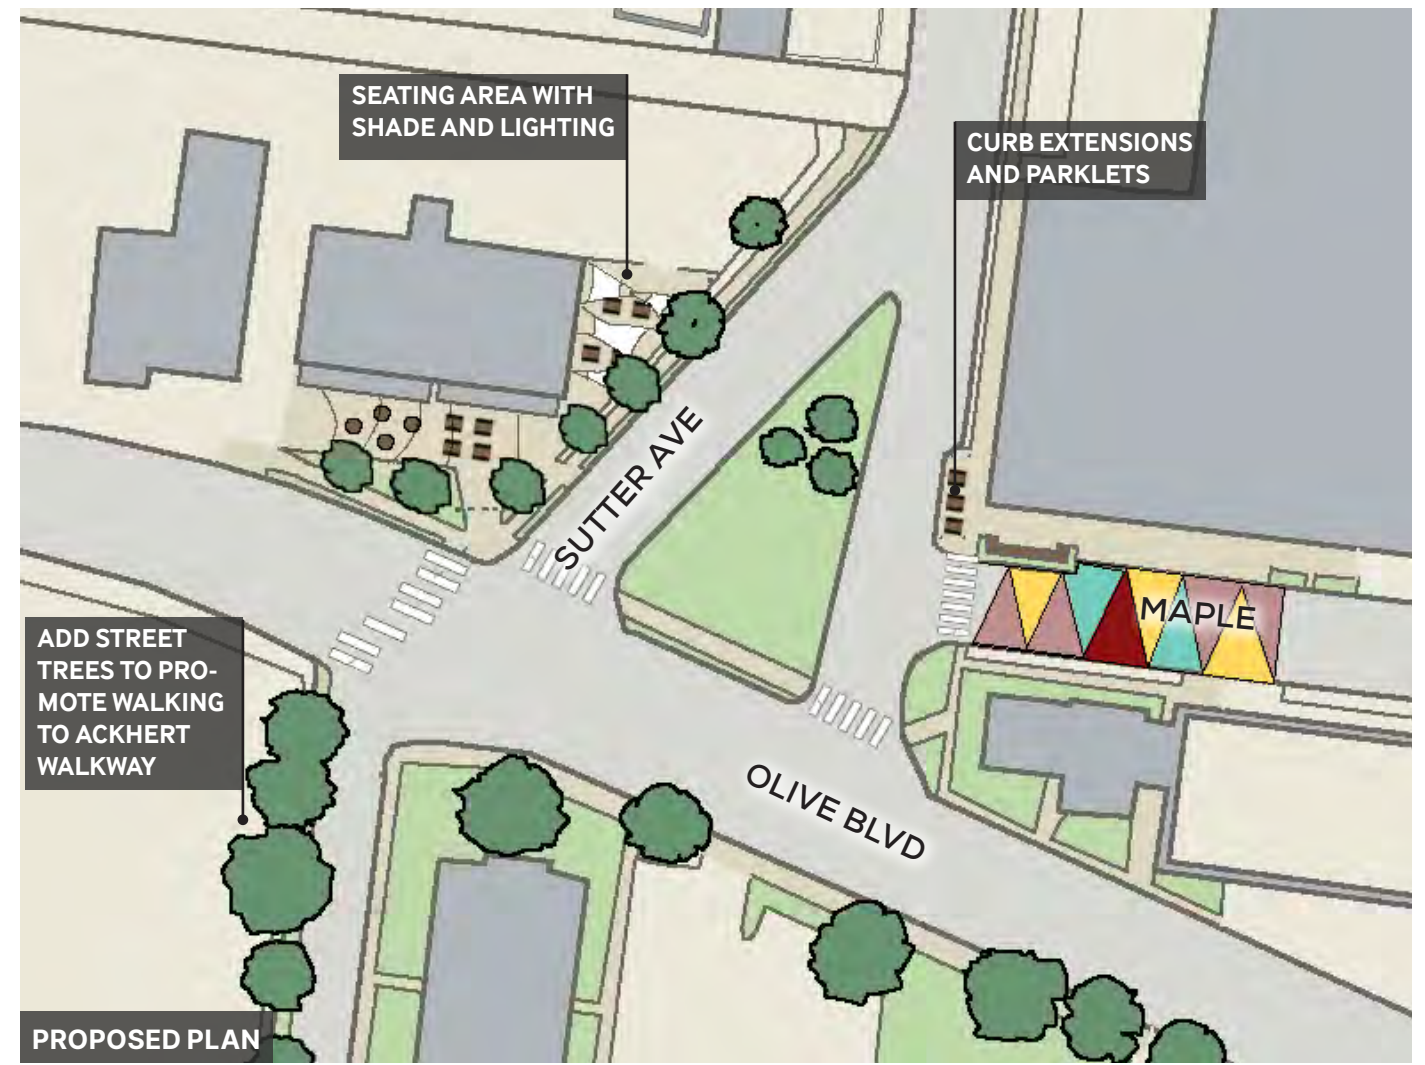 SEATING AREA WITH
SHADE AND LIGHTING
CURB EXTENSIONS
AND PARKLETS
SUTTER AVE
MAPLE
ADD STREET
TREES TO PRO-
MOTE WALKING
TO ACKHERT
WALKWAY
OLIVE BLVD
PROPOSED PLAN